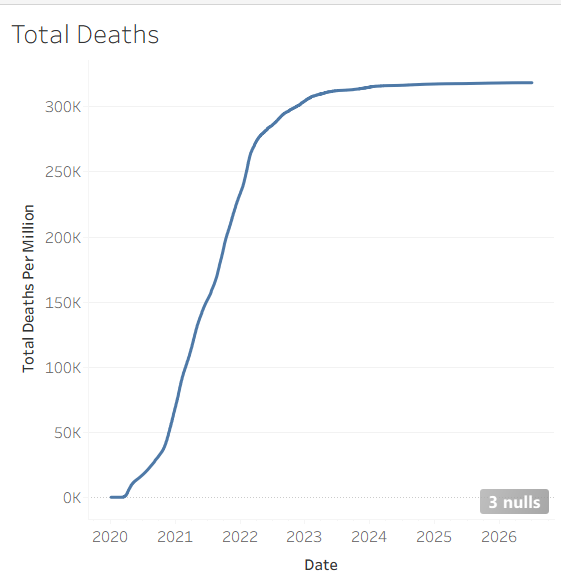 Total Deaths
Total Deaths Per Million
300K
250K
200K
150K
100K
50K
0K
3 nulls
2020 2021 2022 2023 2024 2025 2026
Date